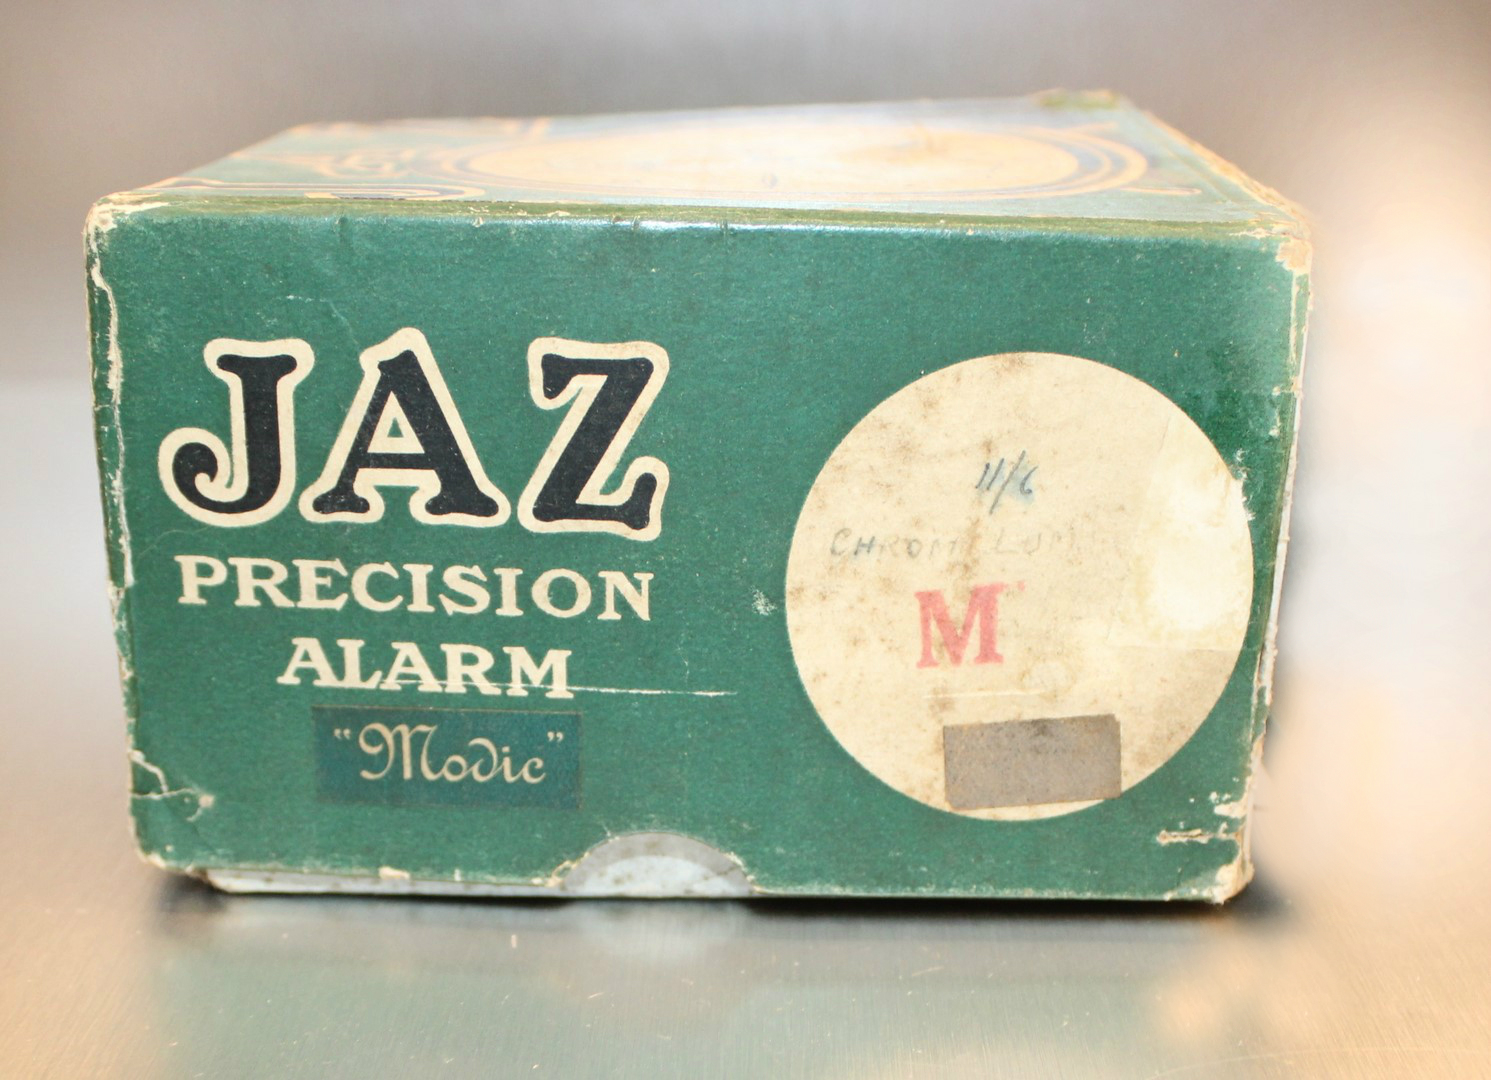 JAZ
PRECISION
ALARM
"Modic"
11/6
CHROM LUM
M